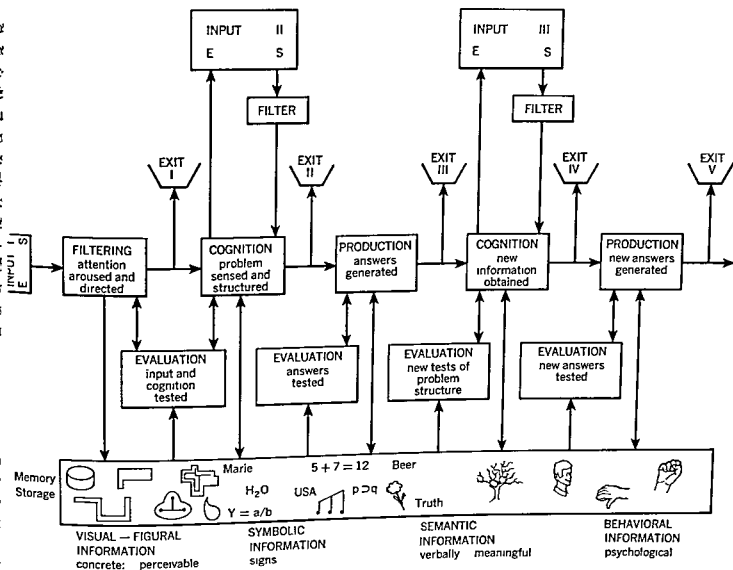 INPUT II
E S
FILTER
INPUT III
E S
FILTER
EXIT
I
EXIT
II
EXIT
III
EXIT
IV
EXIT
V
INPUT I
E S
FILTERING
attention
aroused and
directed
COGNITION
problem
sensed and
structured
PRODUCTION
answers
generated
COGNITION
new
information
obtained
PRODUCTION
new answers
generated
EVALUATION
input and
cognition
tested
EVALUATION
answers
tested
EVALUATION
new tests of
problem
structure
EVALUATION
new answers
tested
Memory
Storage
Marie
H₂O
Y = a/b
5 + 7 = 12
USA
p⊃q
Beer
Truth
VISUAL — FIGURAL
INFORMATION
concrete: perceivable
SYMBOLIC
INFORMATION
signs
SEMANTIC
INFORMATION
verbally meaningful
BEHAVIORAL
INFORMATION
psychological